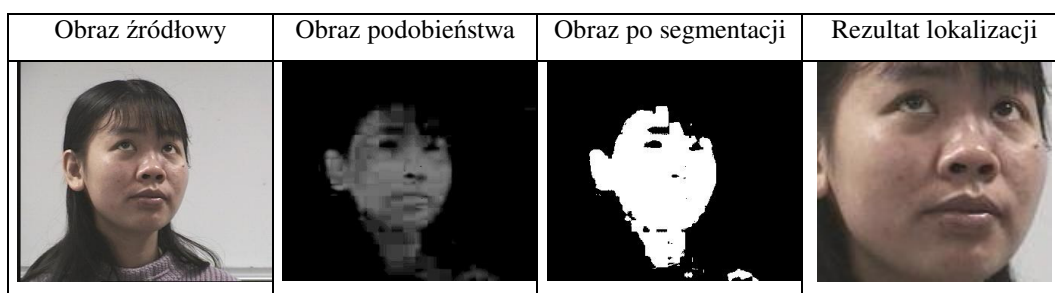 Obraz źródłowy
Obraz podobieństwa
Obraz po segmentacji
Rezultat lokalizacji